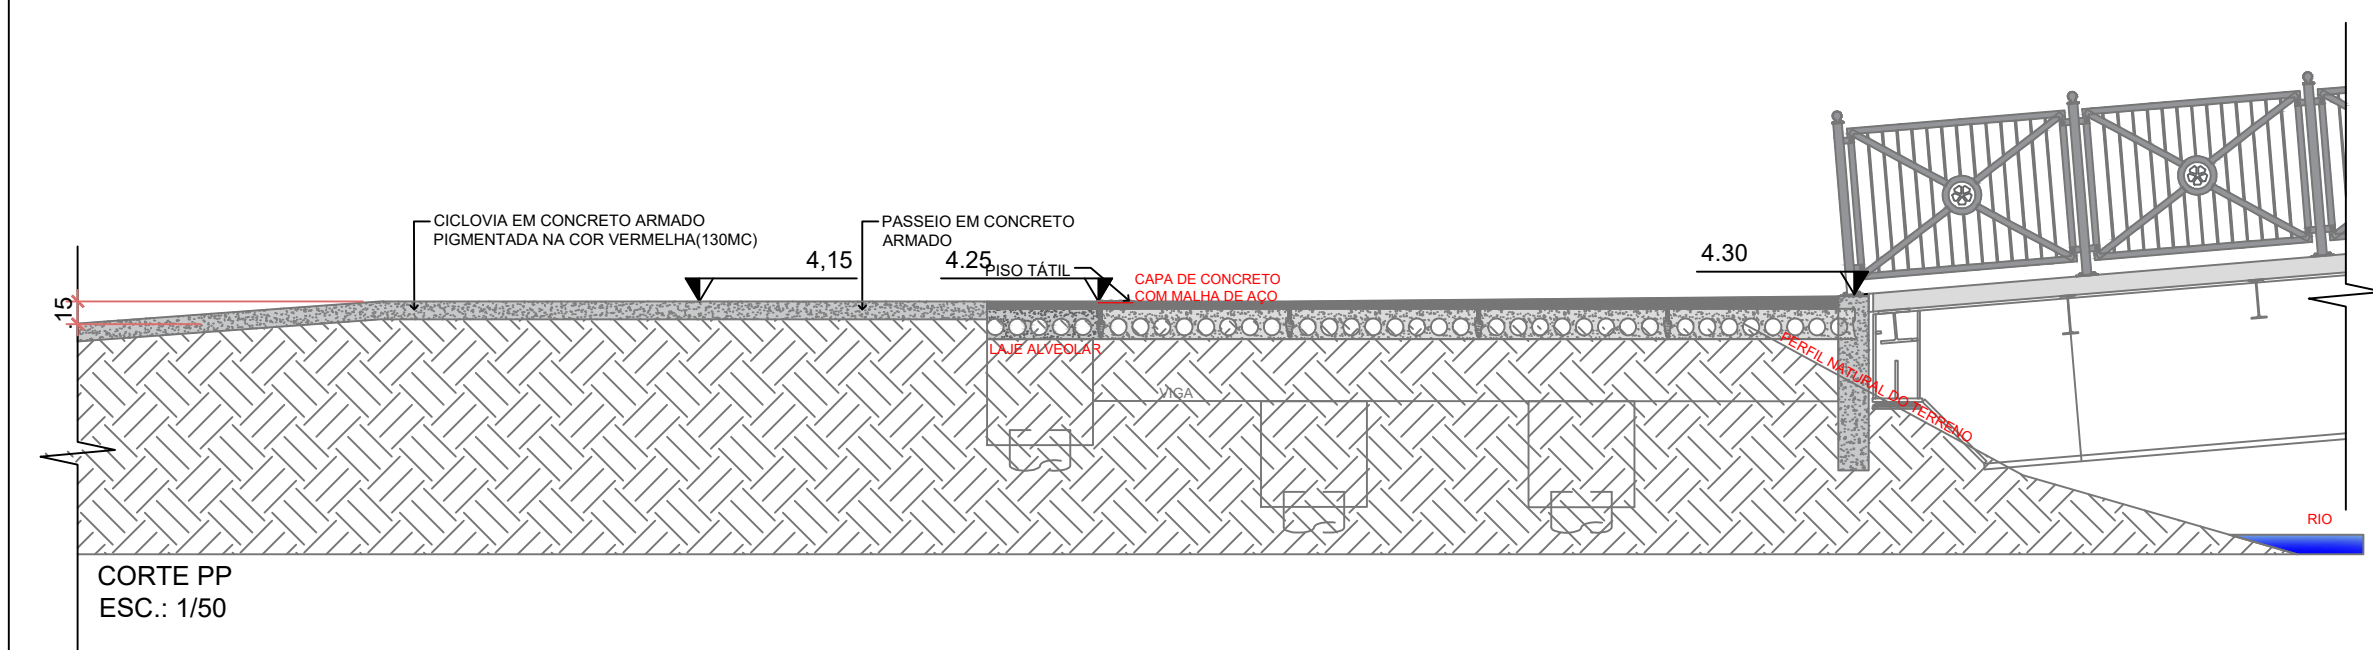 CICLOVIA EM CONCRETO ARMADO
PIGMENTADA NA COR VERMELHA(130MC)
PASSEIO EM CONCRETO
ARMADO
4,15
4.25
PISO TÁTIL
CAPA DE CONCRETO
COM MALHA DE AÇO
4.30
15
LAJE ALVEOLAR
VIGA
PERFIL NATURAL DO TERRENO
RIO
CORTE PP
ESC.: 1/50